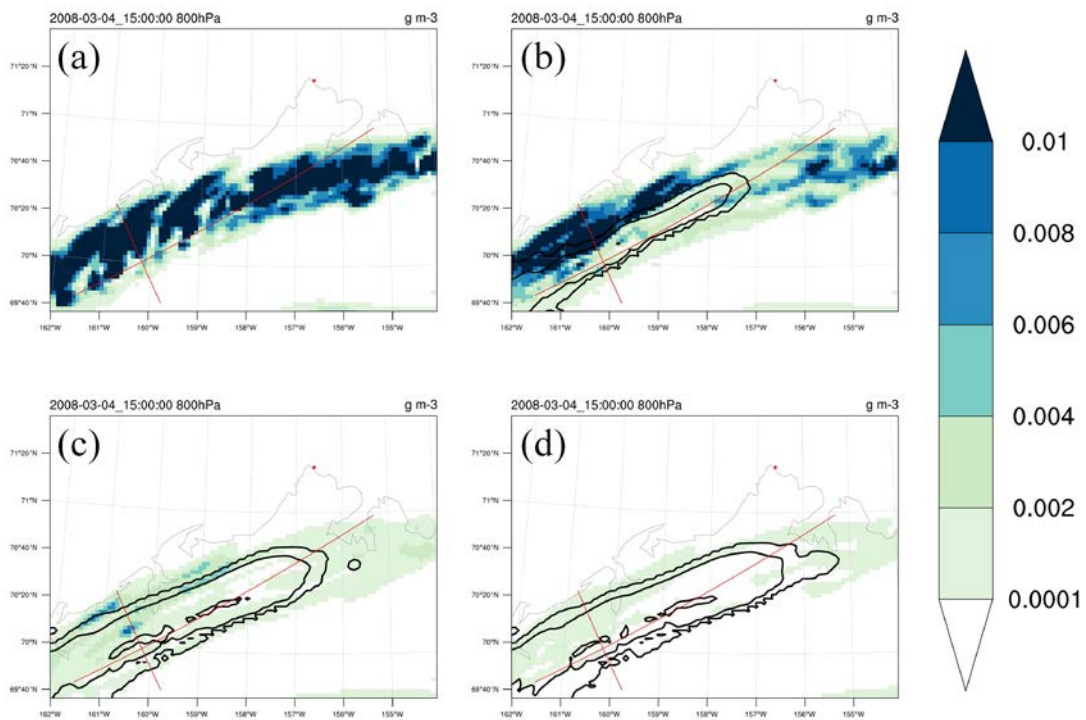 2008-03-04_15:00:00 800hPa g m-3
(a)
71°20'N
71°N
70°40'N
70°20'N
70°N
69°40'N
162°W 161°W 160°W 159°W 158°W 157°W 156°W 155°W
2008-03-04_15:00:00 800hPa g m-3
(b)
71°20'N
71°N
70°40'N
70°20'N
70°N
69°40'N
162°W 161°W 160°W 159°W 158°W 157°W 156°W 155°W
2008-03-04_15:00:00 800hPa g m-3
(c)
71°20'N
71°N
70°40'N
70°20'N
70°N
69°40'N
162°W 161°W 160°W 159°W 158°W 157°W 156°W 155°W
2008-03-04_15:00:00 800hPa g m-3
(d)
71°20'N
71°N
70°40'N
70°20'N
70°N
69°40'N
162°W 161°W 160°W 159°W 158°W 157°W 156°W 155°W
0.01
0.008
0.006
0.004
0.002
0.0001